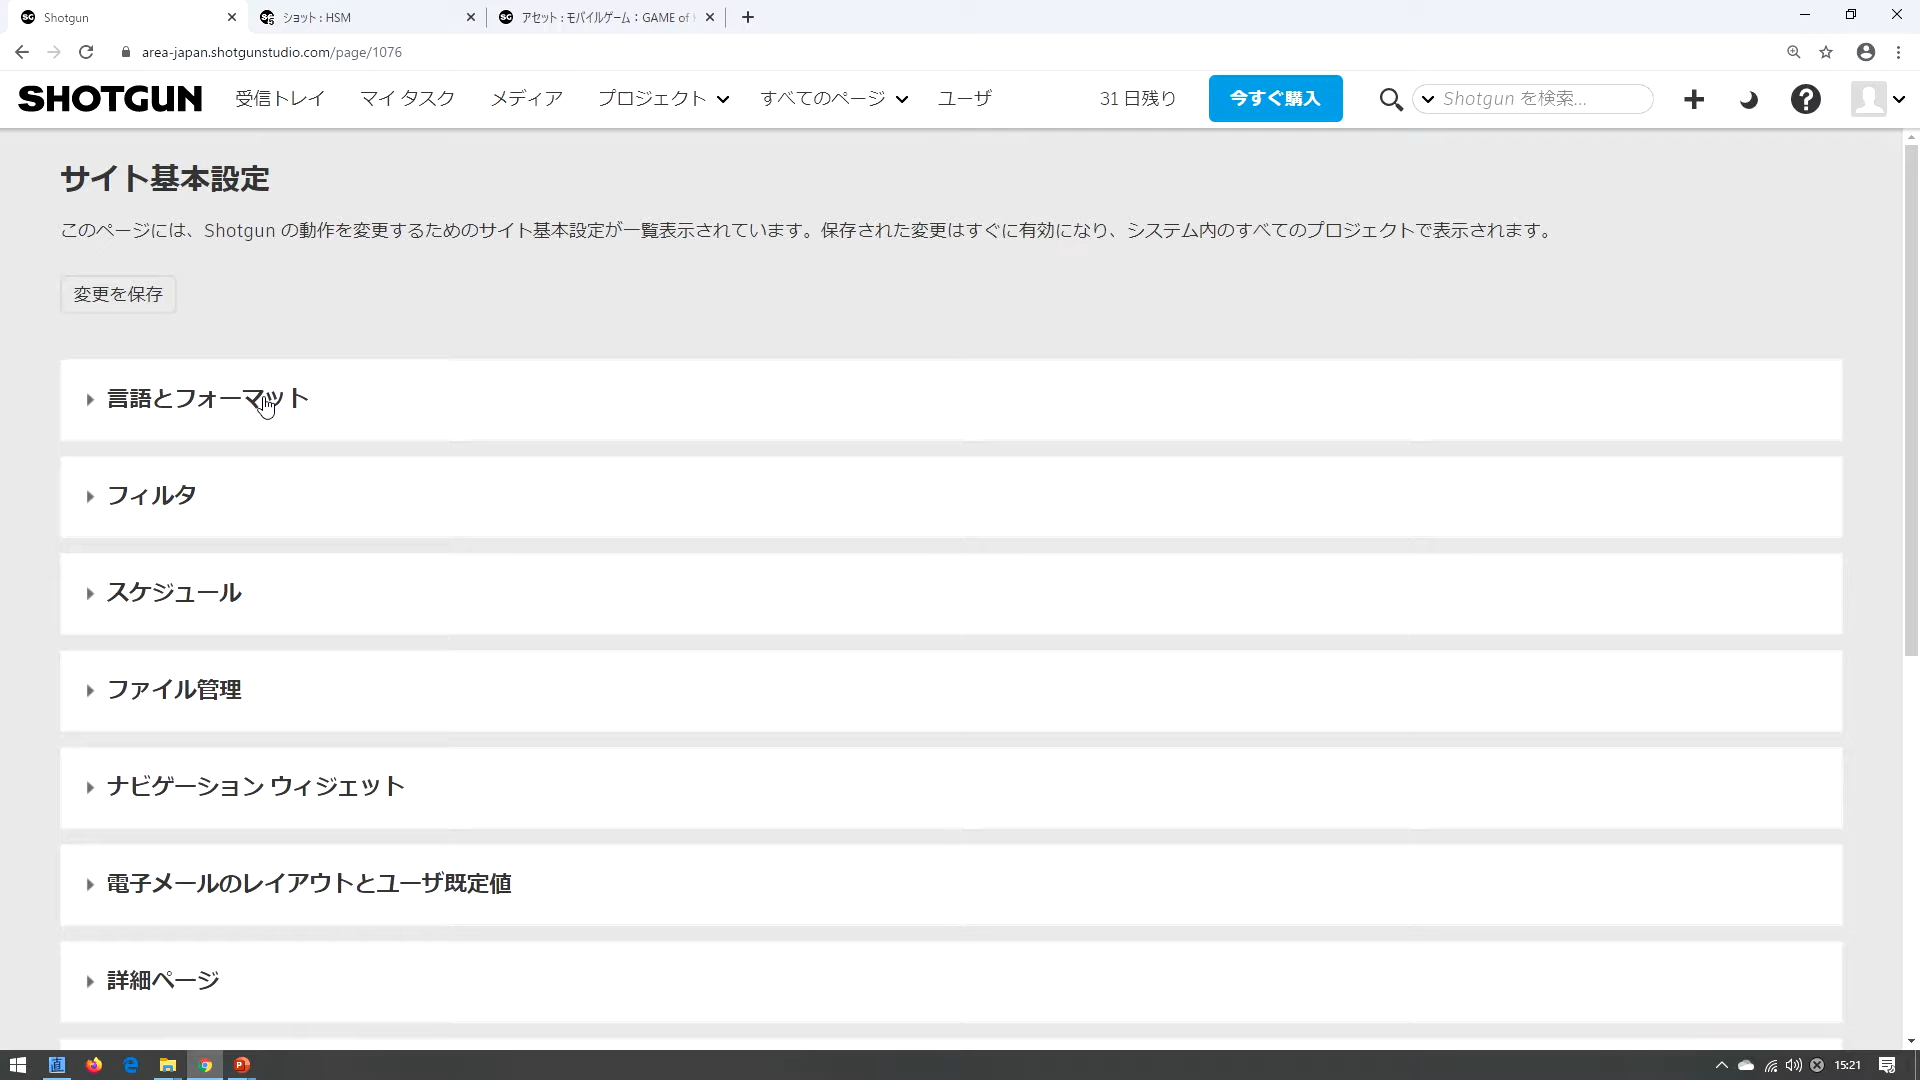 Shotgun
ショット : HSM
アセット : モバイルゲーム：GAME of
area-japan.shotgunstudio.com/page/1076
SHOTGUN 受信トレイ マイ タスク メディア プロジェクト すべてのページ ユーザ 31 日残り 今すぐ購入 Shotgun を検索...
サイト基本設定
このページには、Shotgun の動作を変更するためのサイト基本設定が一覧表示されています。保存された変更はすぐに有効になり、システム内のすべてのプロジェクトで表示されます。
変更を保存
言語とフォーマット
フィルタ
スケジュール
ファイル管理
ナビゲーション ウィジェット
電子メールのレイアウトとユーザ既定値
詳細ページ
15:21